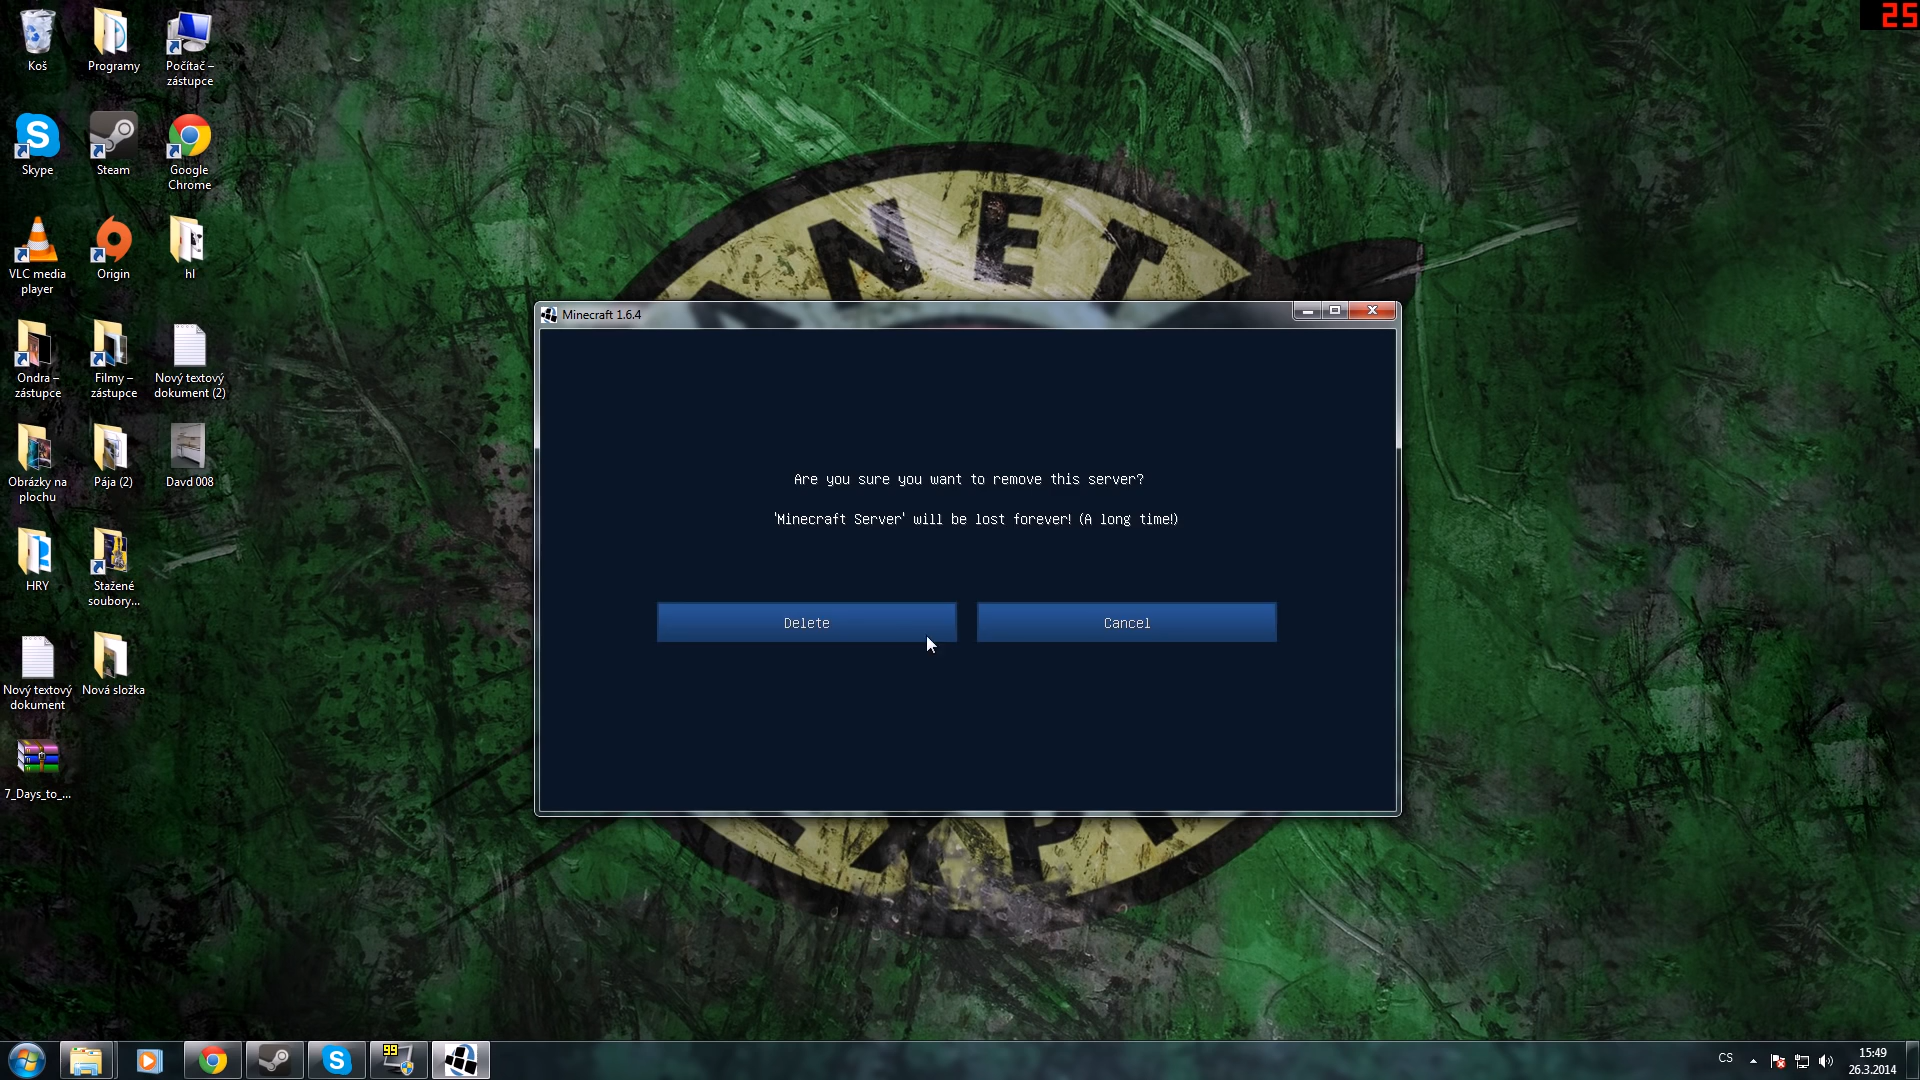 25
Koš
Programy
Počítač –
zástupce
Skype
Steam
Google
Chrome
VLC media
player
Origin
hl
Ondra –
zástupce
Filmy –
zástupce
Nový textový
dokument (2)
Obrázky na
plochu
Pája (2)
Davd 008
HRY
Stažené
soubory...
Nový textový
dokument
Nová složka
7_Days_to_...
NET
Minecraft 1.6.4
Are you sure you want to remove this server?
'Minecraft Server' will be lost forever! (A long time!)
Delete
Cancel
99
CS
15:49
26.3.2014